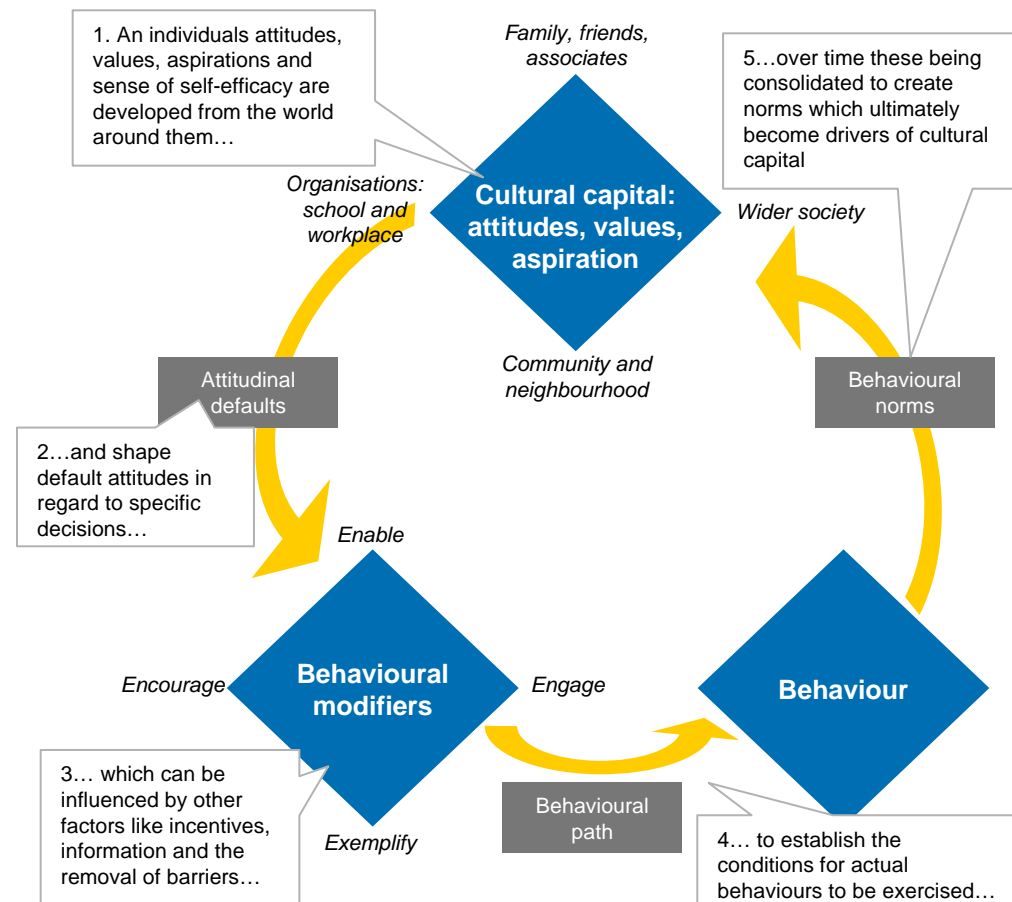 1. An individuals attitudes,
values, aspirations and
sense of self-efficacy are
developed from the world
around them…
Family, friends,
associates
5…over time these being
consolidated to create
norms which ultimately
become drivers of cultural
capital
Organisations:
school and
workplace
Cultural capital:
attitudes, values,
aspiration
Wider society
Community and
neighbourhood
Attitudinal
defaults
Behavioural
norms
2…and shape
default attitudes in
regard to specific
decisions…
Enable
Encourage
Behavioural
modifiers
Engage
Behaviour
3… which can be
influenced by other
factors like incentives,
information and the
removal of barriers…
Exemplify
Behavioural
path
4… to establish the
conditions for actual
behaviours to be exercised…